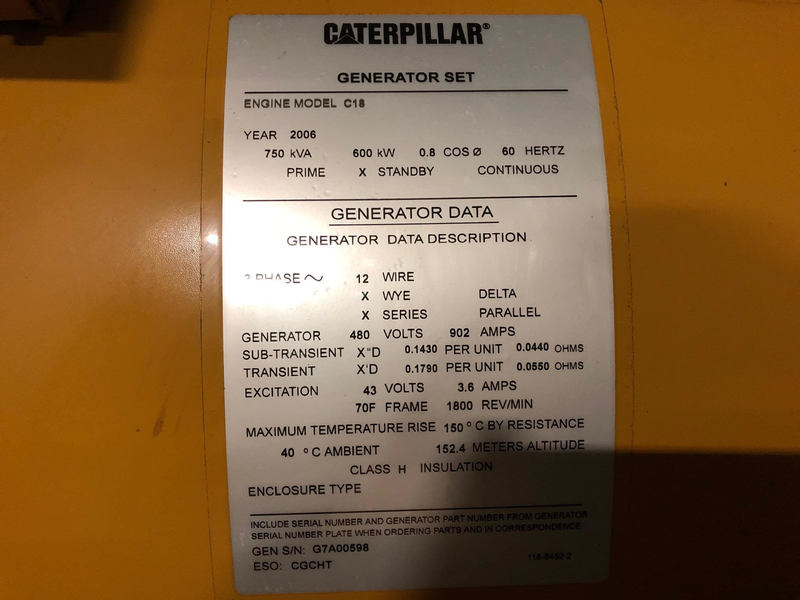 CATERPILLAR®
GENERATOR SET
ENGINE MODEL C18
YEAR 2006
750 kVA 600 kW 0.8 COS Ø 60 HERTZ
PRIME X STANDBY CONTINUOUS
GENERATOR DATA
GENERATOR DATA DESCRIPTION
PHASE ~ 12 WIRE
X WYE DELTA
X SERIES PARALLEL
GENERATOR 480 VOLTS 902 AMPS
SUB-TRANSIENT X"D 0.1430 PER UNIT 0.0440 OHMS
TRANSIENT X'D 0.1790 PER UNIT 0.0550 OHMS
EXCITATION 43 VOLTS 3.6 AMPS
70F FRAME 1800 REV/MIN
MAXIMUM TEMPERATURE RISE 150 ° C BY RESISTANCE
40 ° C AMBIENT 152.4 METERS ALTITUDE
CLASS H INSULATION
ENCLOSURE TYPE
INCLUDE SERIAL NUMBER AND GENERATOR PART NUMBER FROM GENERATOR
SERIAL NUMBER PLATE WHEN ORDERING PARTS AND IN CORRESPONDENCE
GEN S/N: G7A00598
ESO: CGCHT